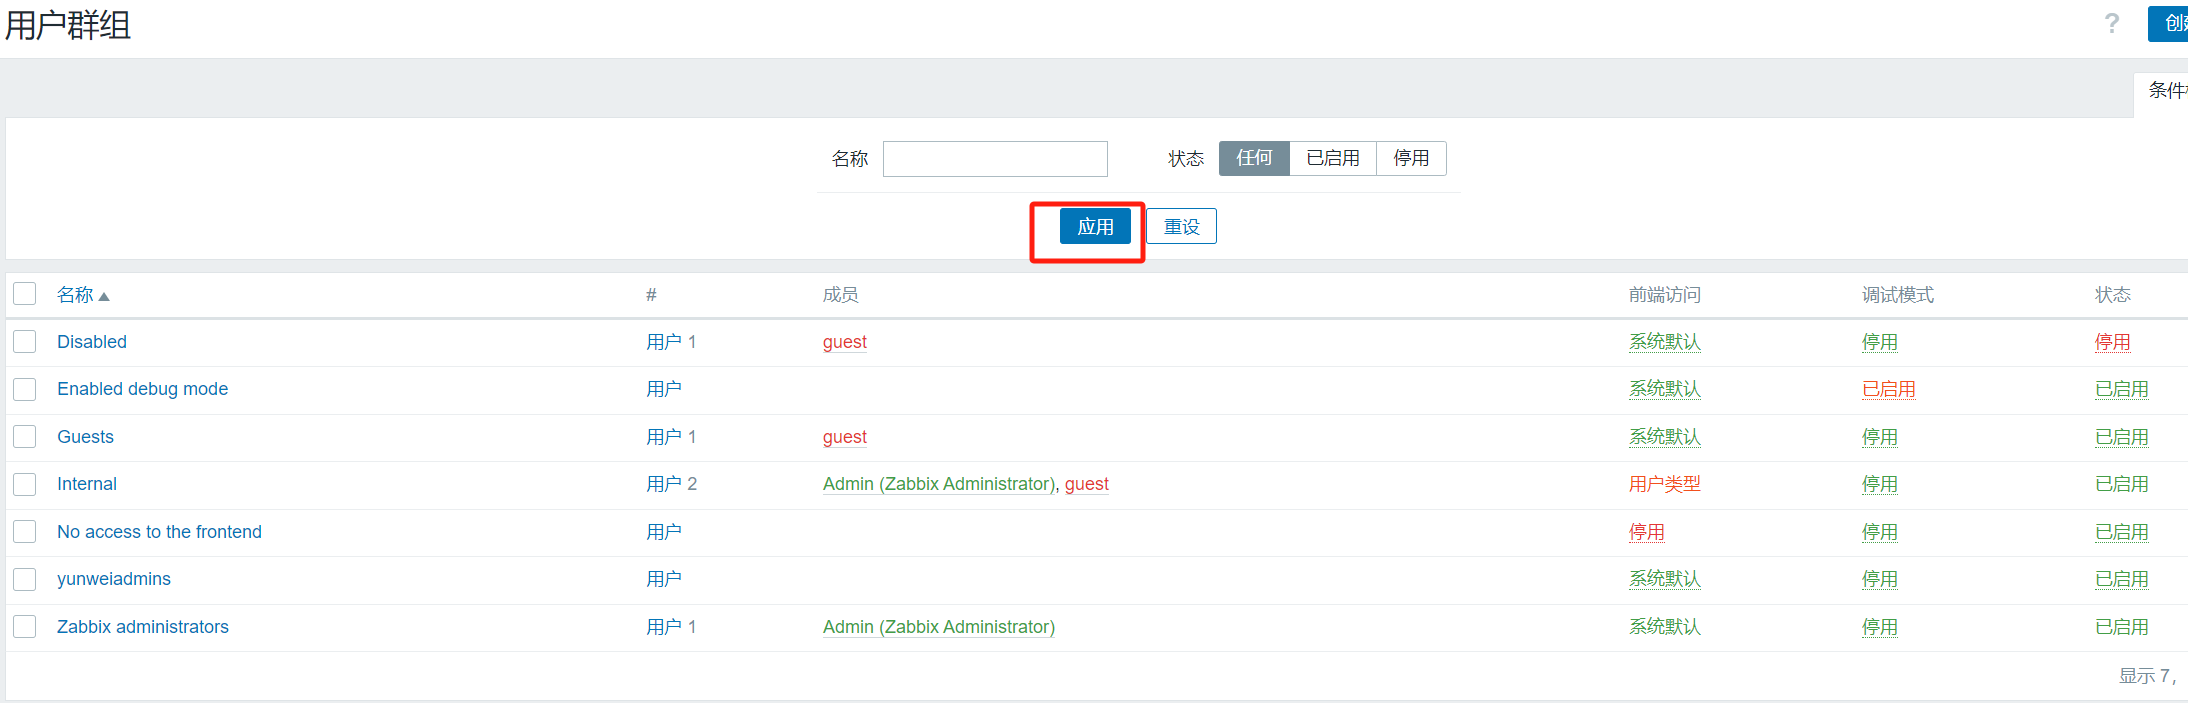 用户群组
?
创建
条件
名称 状态 任何 已启用 停用
应用 重设
名称 # 成员 前端访问 调试模式 状态
Disabled 用户 1 guest 系统默认 停用 停用
Enabled debug mode 用户 系统默认 已启用 已启用
Guests 用户 1 guest 系统默认 停用 已启用
Internal 用户 2 Admin (Zabbix Administrator), guest 用户类型 停用 已启用
No access to the frontend 用户 停用 停用 已启用
yunweiadmins 用户 系统默认 停用 已启用
Zabbix administrators 用户 1 Admin (Zabbix Administrator) 系统默认 停用 已启用
显示 7,